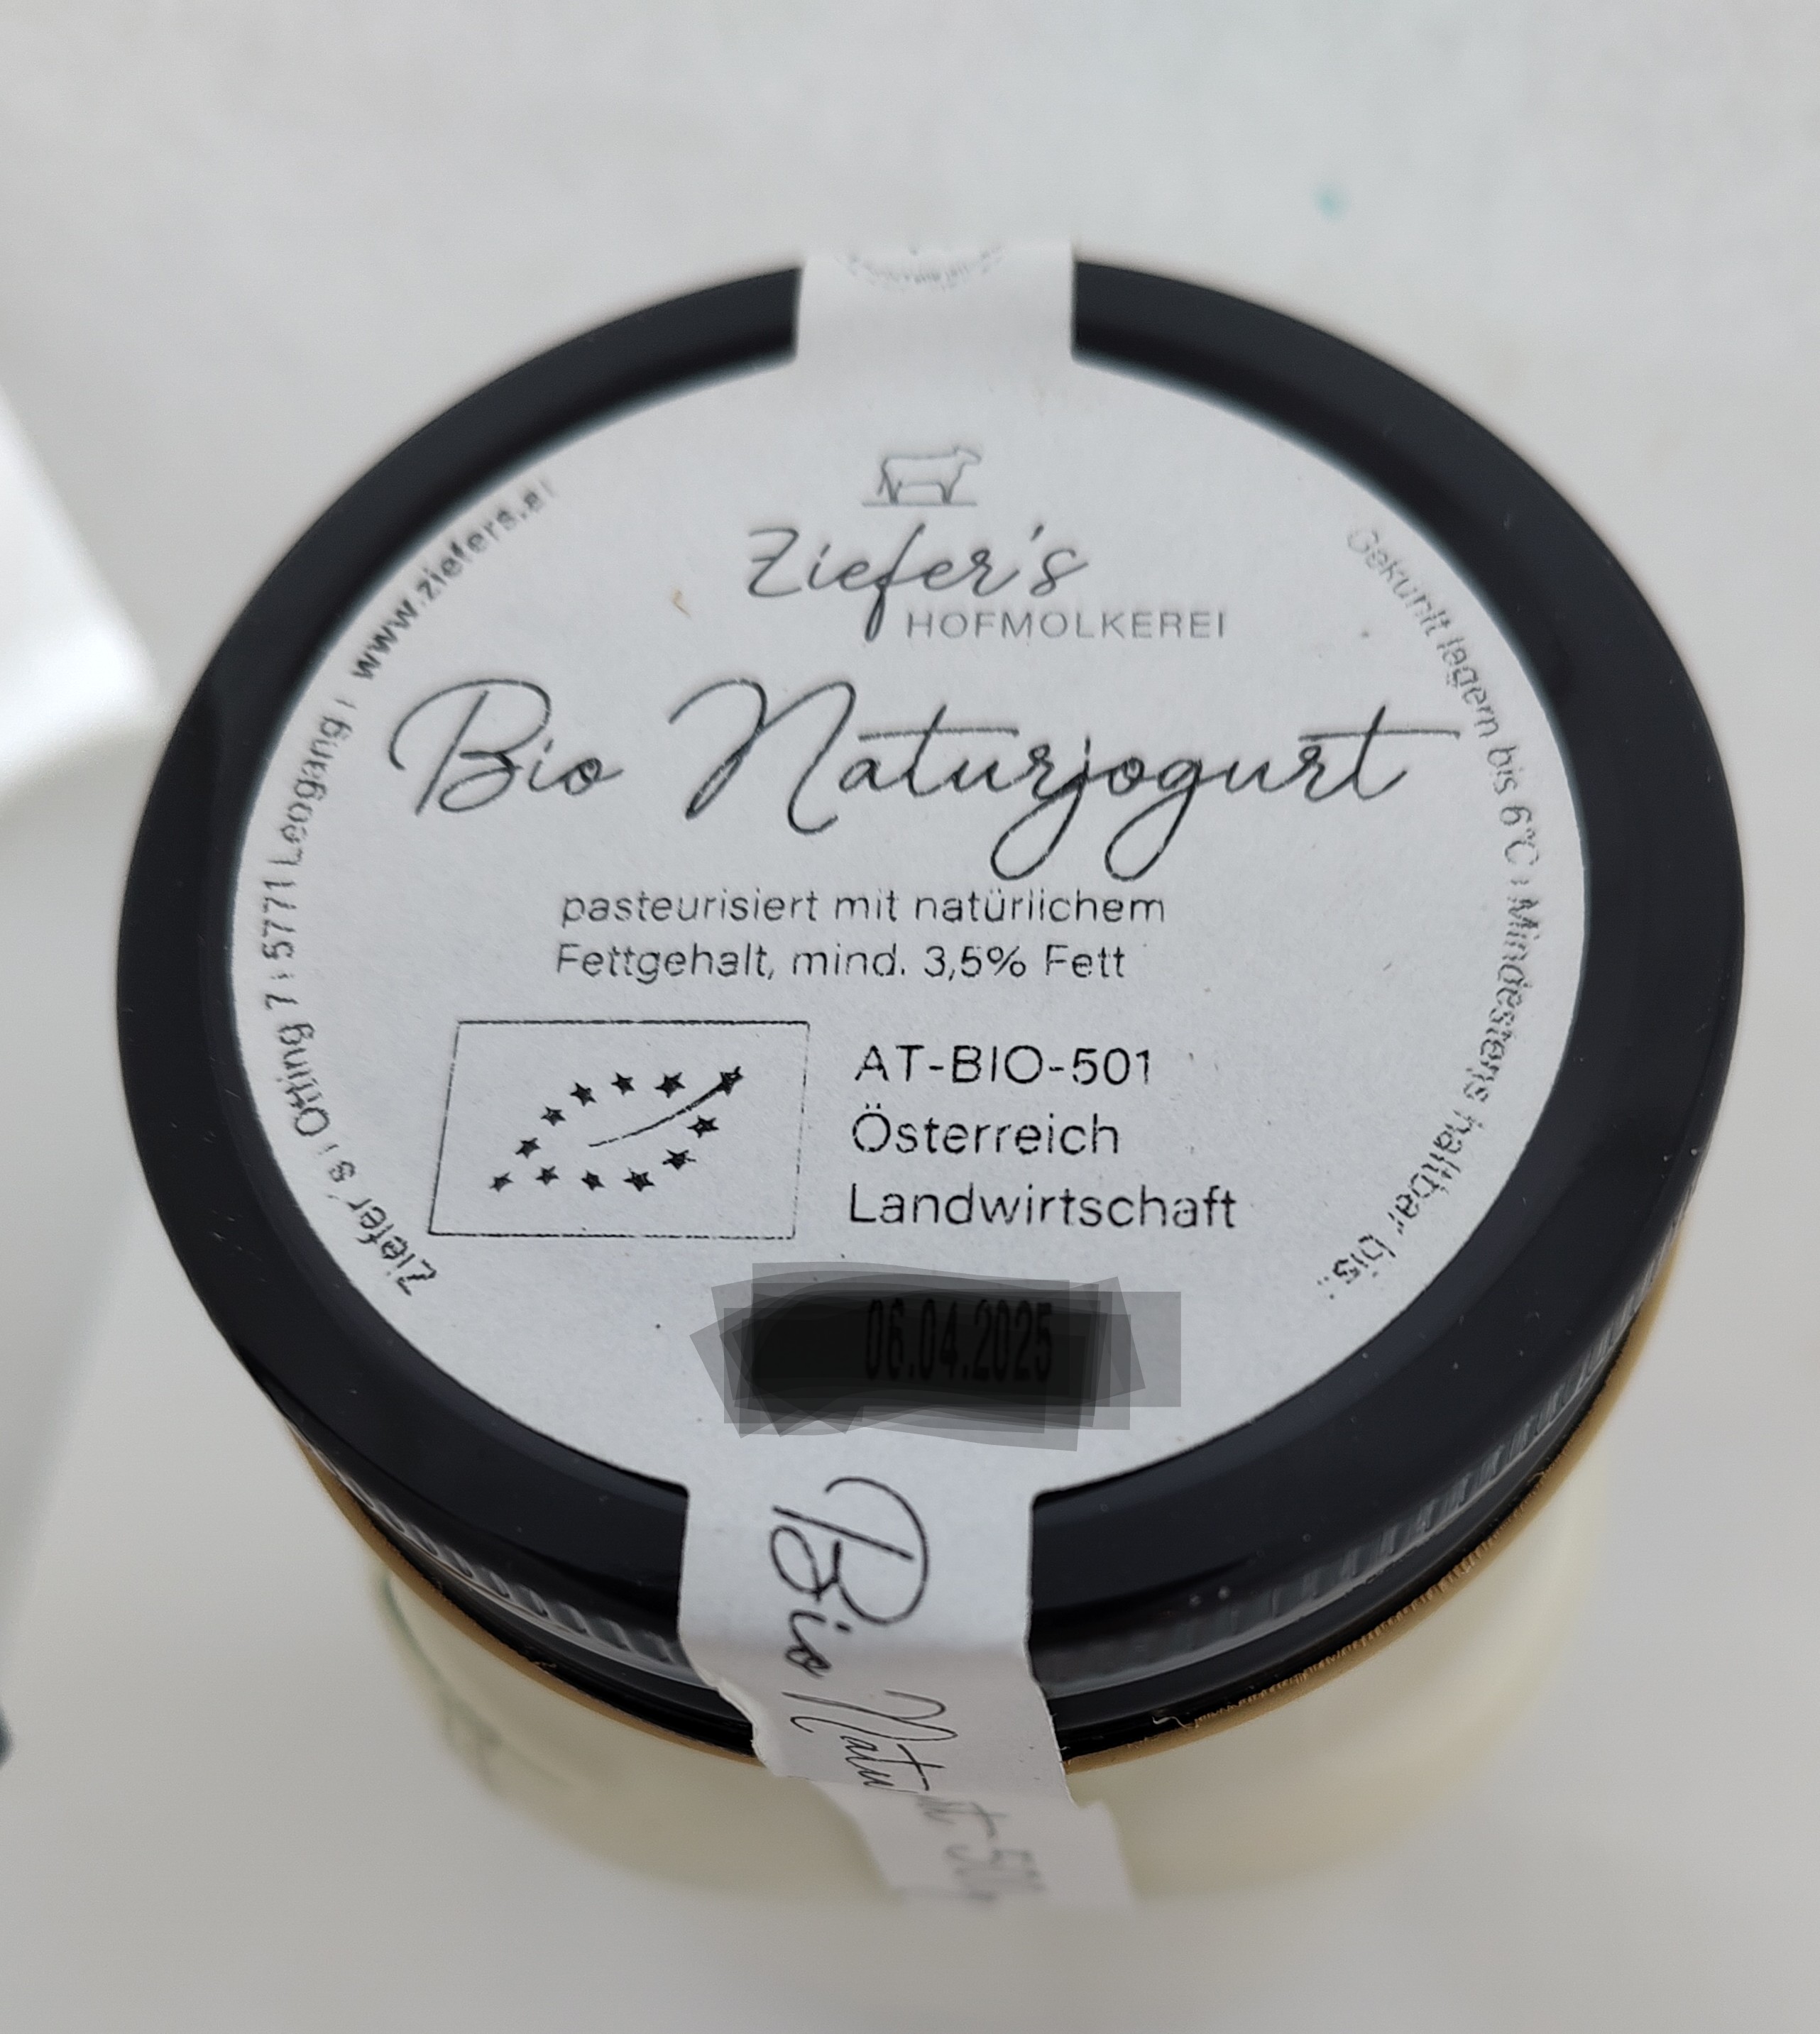 Ziefer's
HOFMOLKEREI
Bio Naturjogurt
pasteurisiert mit natürlichem
Fettgehalt, mind. 3,5% Fett
AT-BIO-501
Österreich
Landwirtschaft
06.04.2025
Ziefer's | Otting 7 | 5771 Leogang | www.ziefers.at
Gekühlt lagern bis 6°C | Mindestens haltbar bis:
Bio